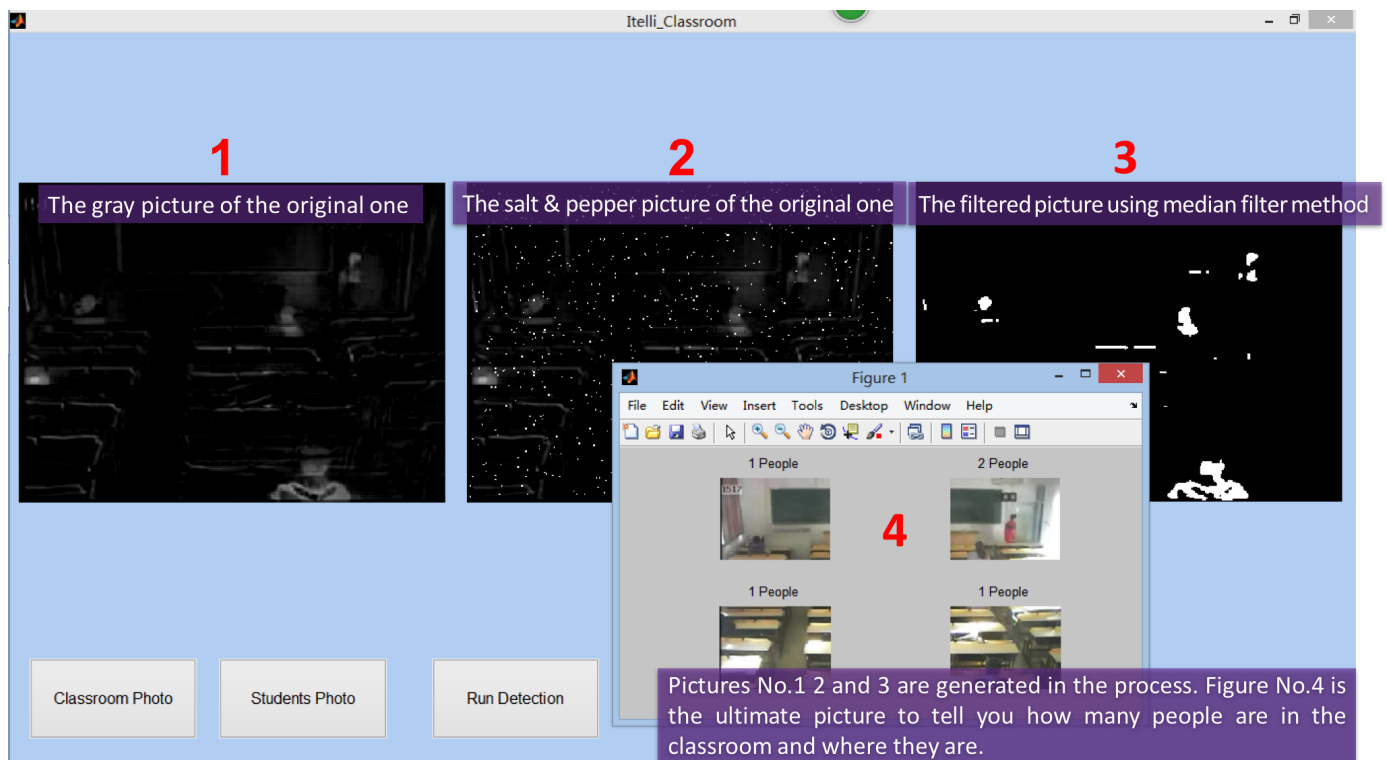 Itelli_Classroom
1
2
3
The gray picture of the original one
The salt & pepper picture of the original one
The filtered picture using median filter method
Figure 1
File Edit View Insert Tools Desktop Window Help
1 People
2 People
1517
4
1 People
1 People
Classroom Photo
Students Photo
Run Detection
Pictures No.1 2 and 3 are generated in the process. Figure No.4 is
the ultimate picture to tell you how many people are in the
classroom and where they are.